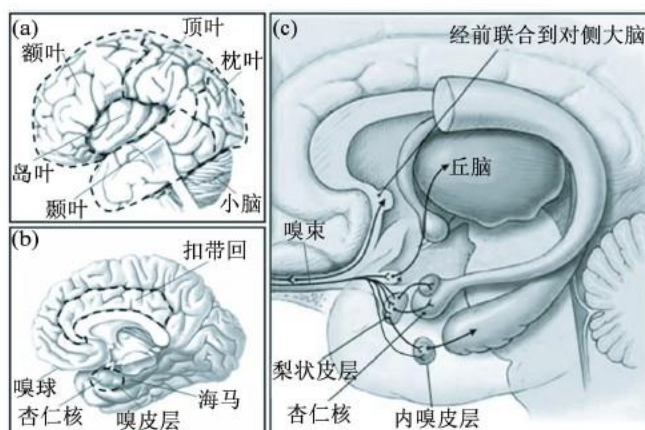 (a)
顶叶
额叶
枕叶
岛叶
颞叶
小脑
(b)
扣带回
嗅球
海马
杏仁核
嗅皮层
(c)
经前联合到对侧大脑
丘脑
嗅束
梨状皮层
杏仁核
内嗅皮层